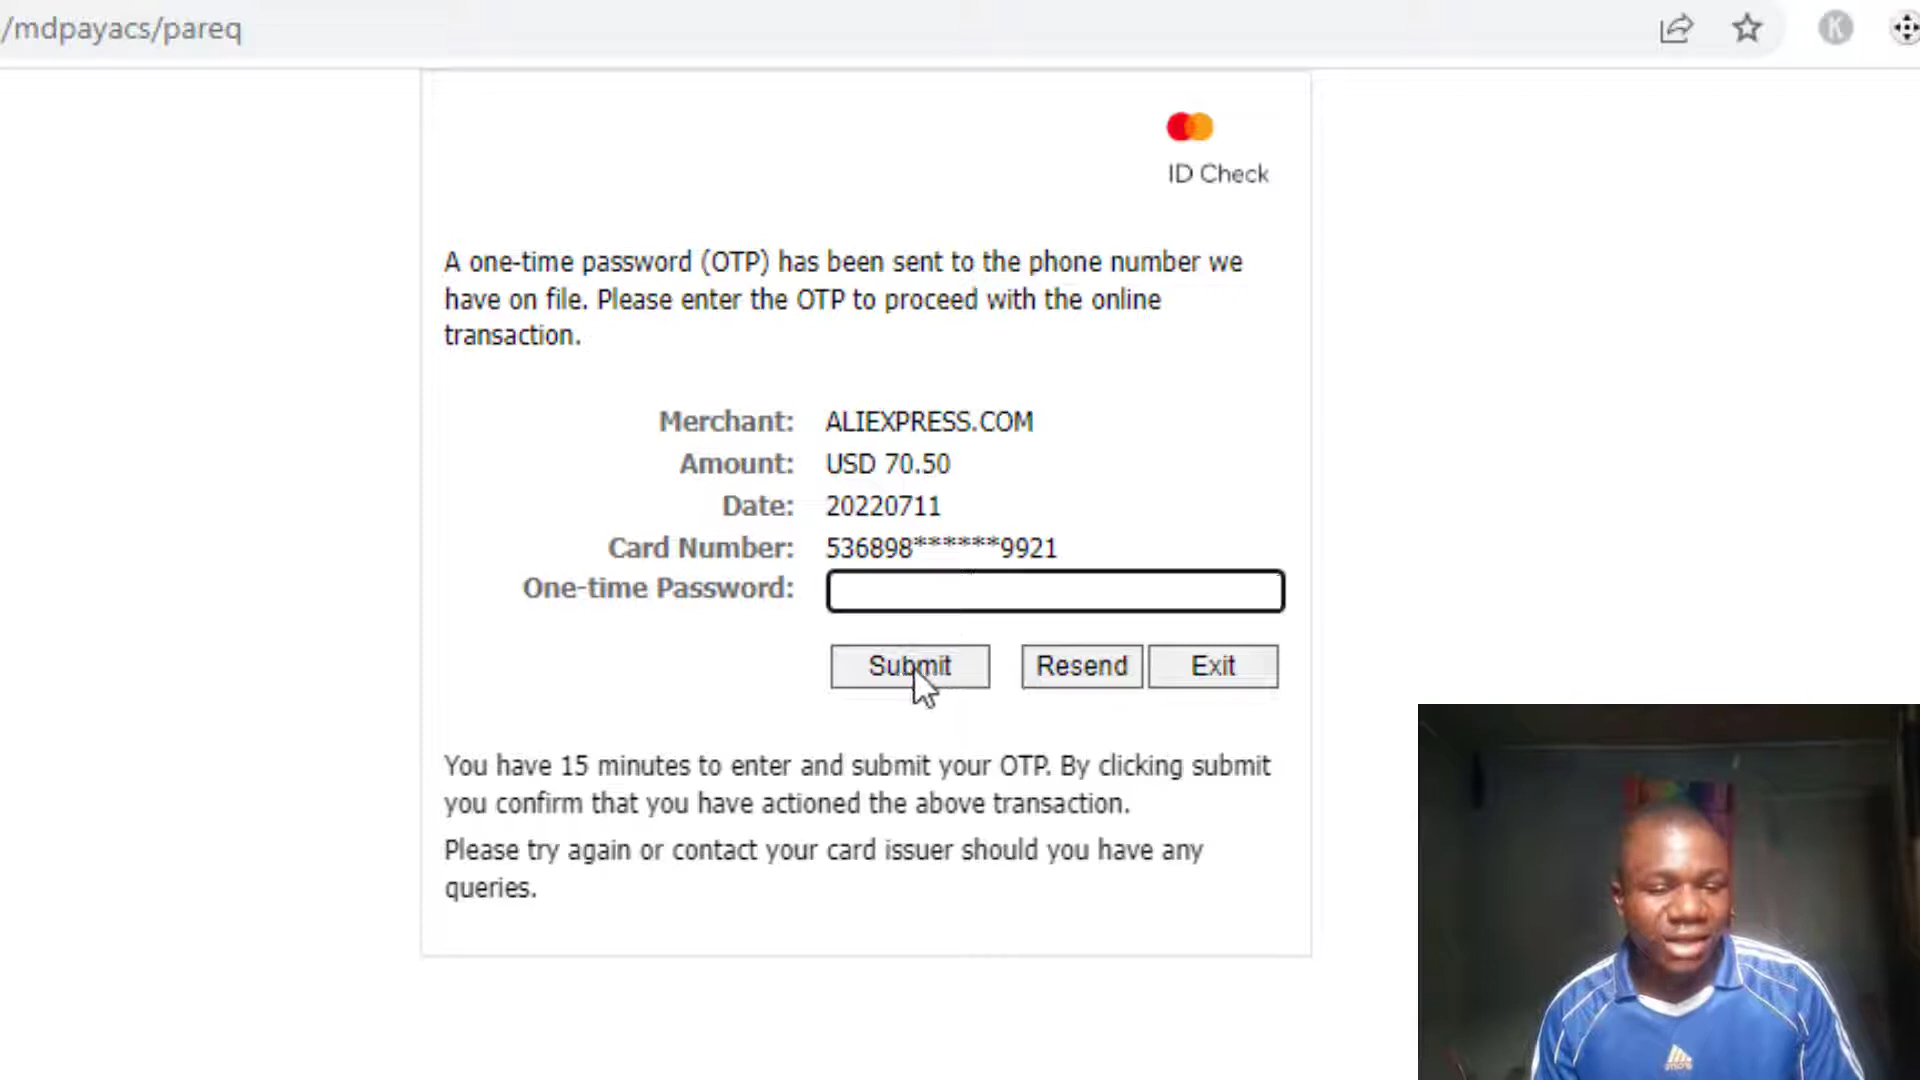 /mdpayacs/pareq
K
ID Check
A one-time password (OTP) has been sent to the phone number we
have on file. Please enter the OTP to proceed with the online
transaction.
Merchant: ALIEXPRESS.COM
Amount: USD 70.50
Date: 20220711
Card Number: 536898******9921
One-time Password:
Submit Resend Exit
You have 15 minutes to enter and submit your OTP. By clicking submit
you confirm that you have actioned the above transaction.
Please try again or contact your card issuer should you have any
queries.